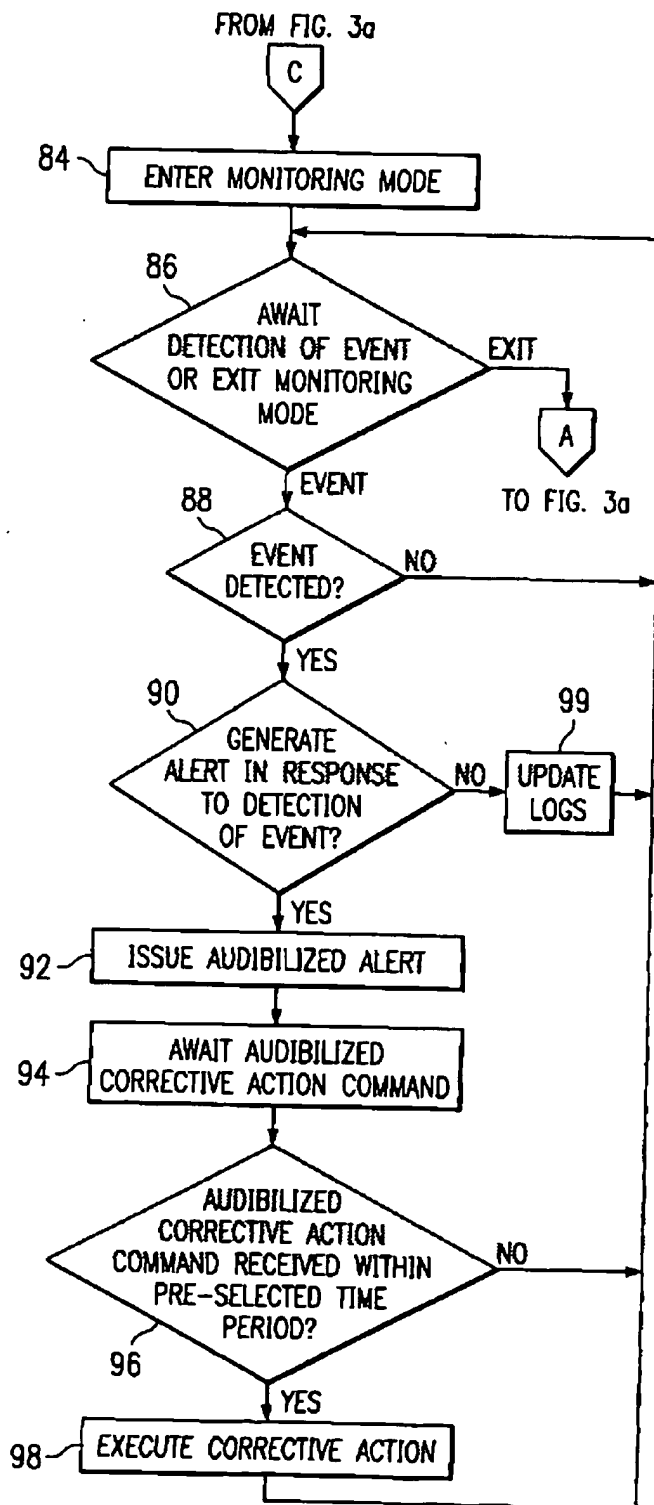 FROM FIG. 3a
C
84
ENTER MONITORING MODE
86
AWAIT
DETECTION OF EVENT
OR EXIT MONITORING
MODE
EXIT
A
TO FIG. 3a
EVENT
88
EVENT
DETECTED?
NO
YES
90
GENERATE
ALERT IN RESPONSE
TO DETECTION
OF EVENT?
NO
99
UPDATE
LOGS
YES
92
ISSUE AUDIBILIZED ALERT
94
AWAIT AUDIBILIZED
CORRECTIVE ACTION COMMAND
AUDIBILIZED
CORRECTIVE ACTION
COMMAND RECEIVED WITHIN
PRE-SELECTED TIME
PERIOD?
NO
96
YES
98
EXECUTE CORRECTIVE ACTION